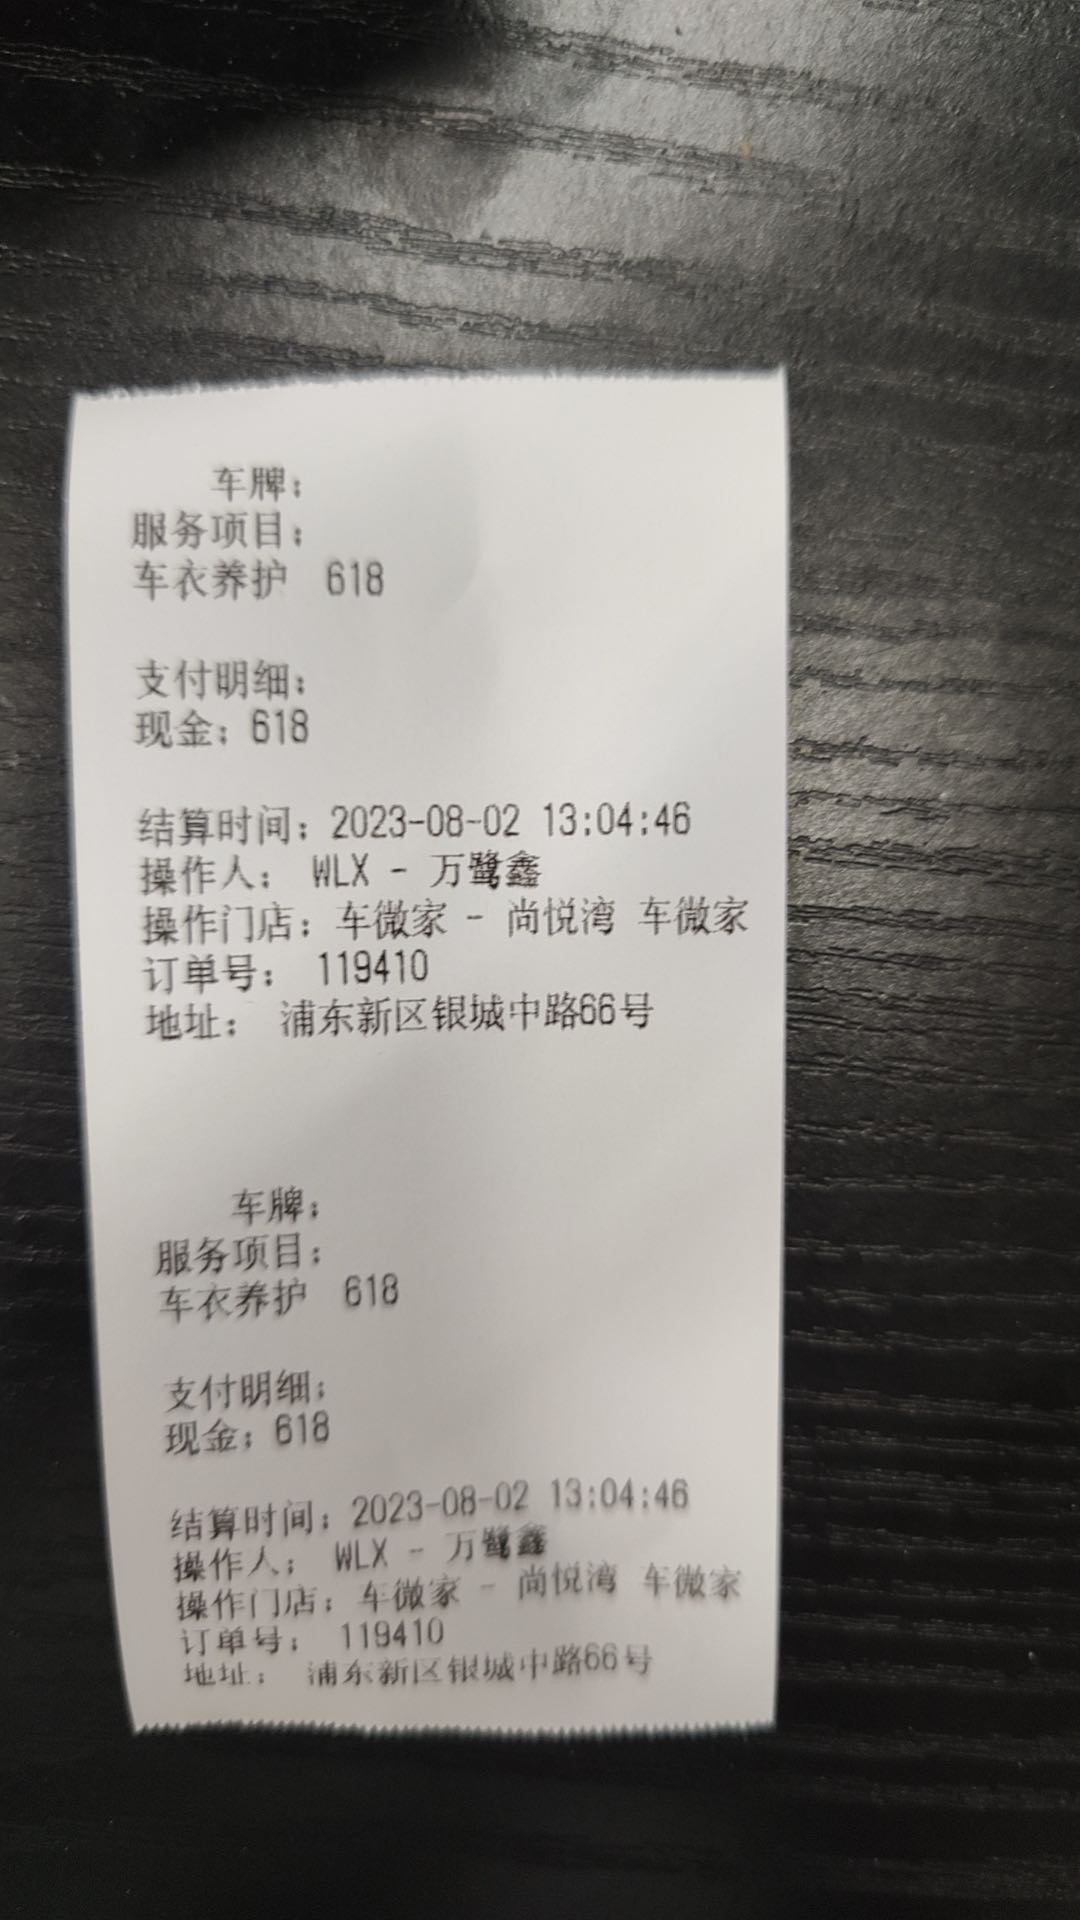 车牌：
服务项目：
车衣养护 618
支付明细：
现金：618
结算时间：2023-08-02 13:04:46
操作人： WLX - 万鹭鑫
操作门店：车微家 - 尚悦湾 车微家
订单号： 119410
地址： 浦东新区银城中路66号
车牌：
服务项目：
车衣养护 618
支付明细：
现金：618
结算时间：2023-08-02 13:04:46
操作人： WLX - 万鹭鑫
操作门店：车微家 - 尚悦湾 车微家
订单号： 119410
地址： 浦东新区银城中路66号